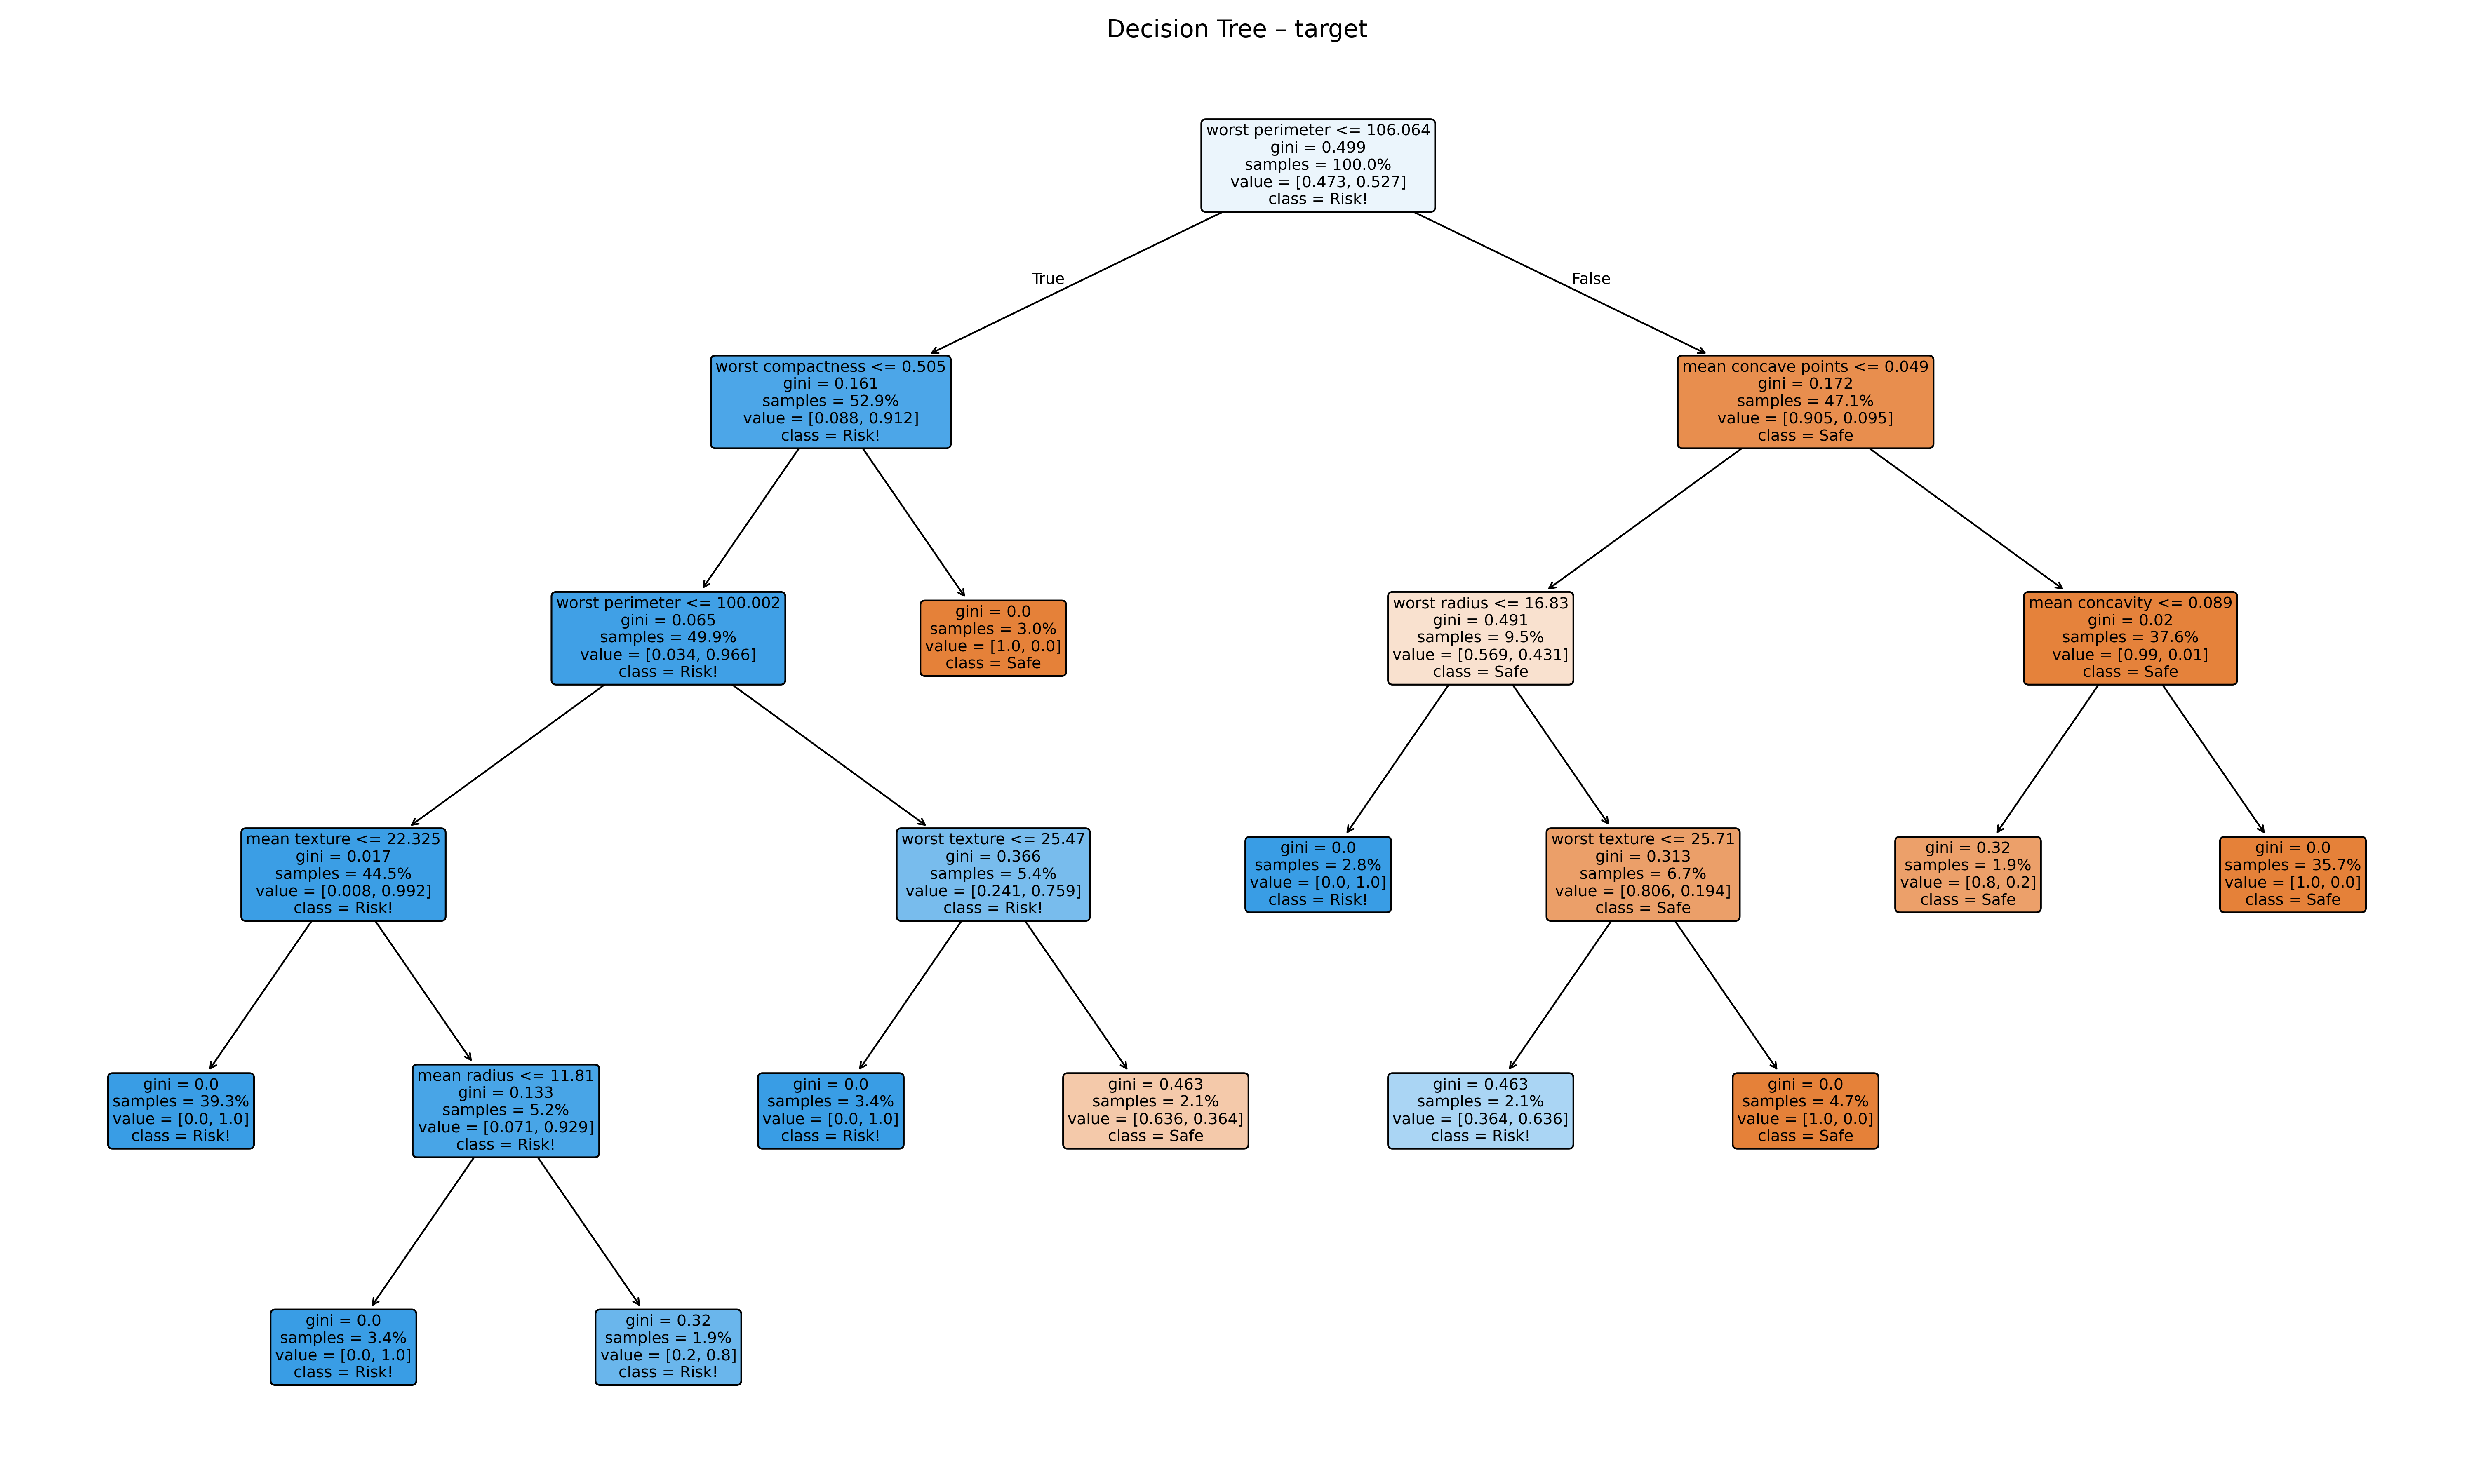 Decision Tree – target
worst perimeter <= 106.064
gini = 0.499
samples = 100.0%
value = [0.473, 0.527]
class = Risk!
True
False
worst compactness <= 0.505
gini = 0.161
samples = 52.9%
value = [0.088, 0.912]
class = Risk!
mean concave points <= 0.049
gini = 0.172
samples = 47.1%
value = [0.905, 0.095]
class = Safe
worst perimeter <= 100.002
gini = 0.065
samples = 49.9%
value = [0.034, 0.966]
class = Risk!
gini = 0.0
samples = 3.0%
value = [1.0, 0.0]
class = Safe
worst radius <= 16.83
gini = 0.491
samples = 9.5%
value = [0.569, 0.431]
class = Safe
mean concavity <= 0.089
gini = 0.02
samples = 37.6%
value = [0.99, 0.01]
class = Safe
mean texture <= 22.325
gini = 0.017
samples = 44.5%
value = [0.008, 0.992]
class = Risk!
worst texture <= 25.47
gini = 0.366
samples = 5.4%
value = [0.241, 0.759]
class = Risk!
gini = 0.0
samples = 2.8%
value = [0.0, 1.0]
class = Risk!
worst texture <= 25.71
gini = 0.313
samples = 6.7%
value = [0.806, 0.194]
class = Safe
gini = 0.32
samples = 1.9%
value = [0.8, 0.2]
class = Safe
gini = 0.0
samples = 35.7%
value = [1.0, 0.0]
class = Safe
gini = 0.0
samples = 39.3%
value = [0.0, 1.0]
class = Risk!
mean radius <= 11.81
gini = 0.133
samples = 5.2%
value = [0.071, 0.929]
class = Risk!
gini = 0.0
samples = 3.4%
value = [0.0, 1.0]
class = Risk!
gini = 0.463
samples = 2.1%
value = [0.636, 0.364]
class = Safe
gini = 0.463
samples = 2.1%
value = [0.364, 0.636]
class = Risk!
gini = 0.0
samples = 4.7%
value = [1.0, 0.0]
class = Safe
gini = 0.0
samples = 3.4%
value = [0.0, 1.0]
class = Risk!
gini = 0.32
samples = 1.9%
value = [0.2, 0.8]
class = Risk!